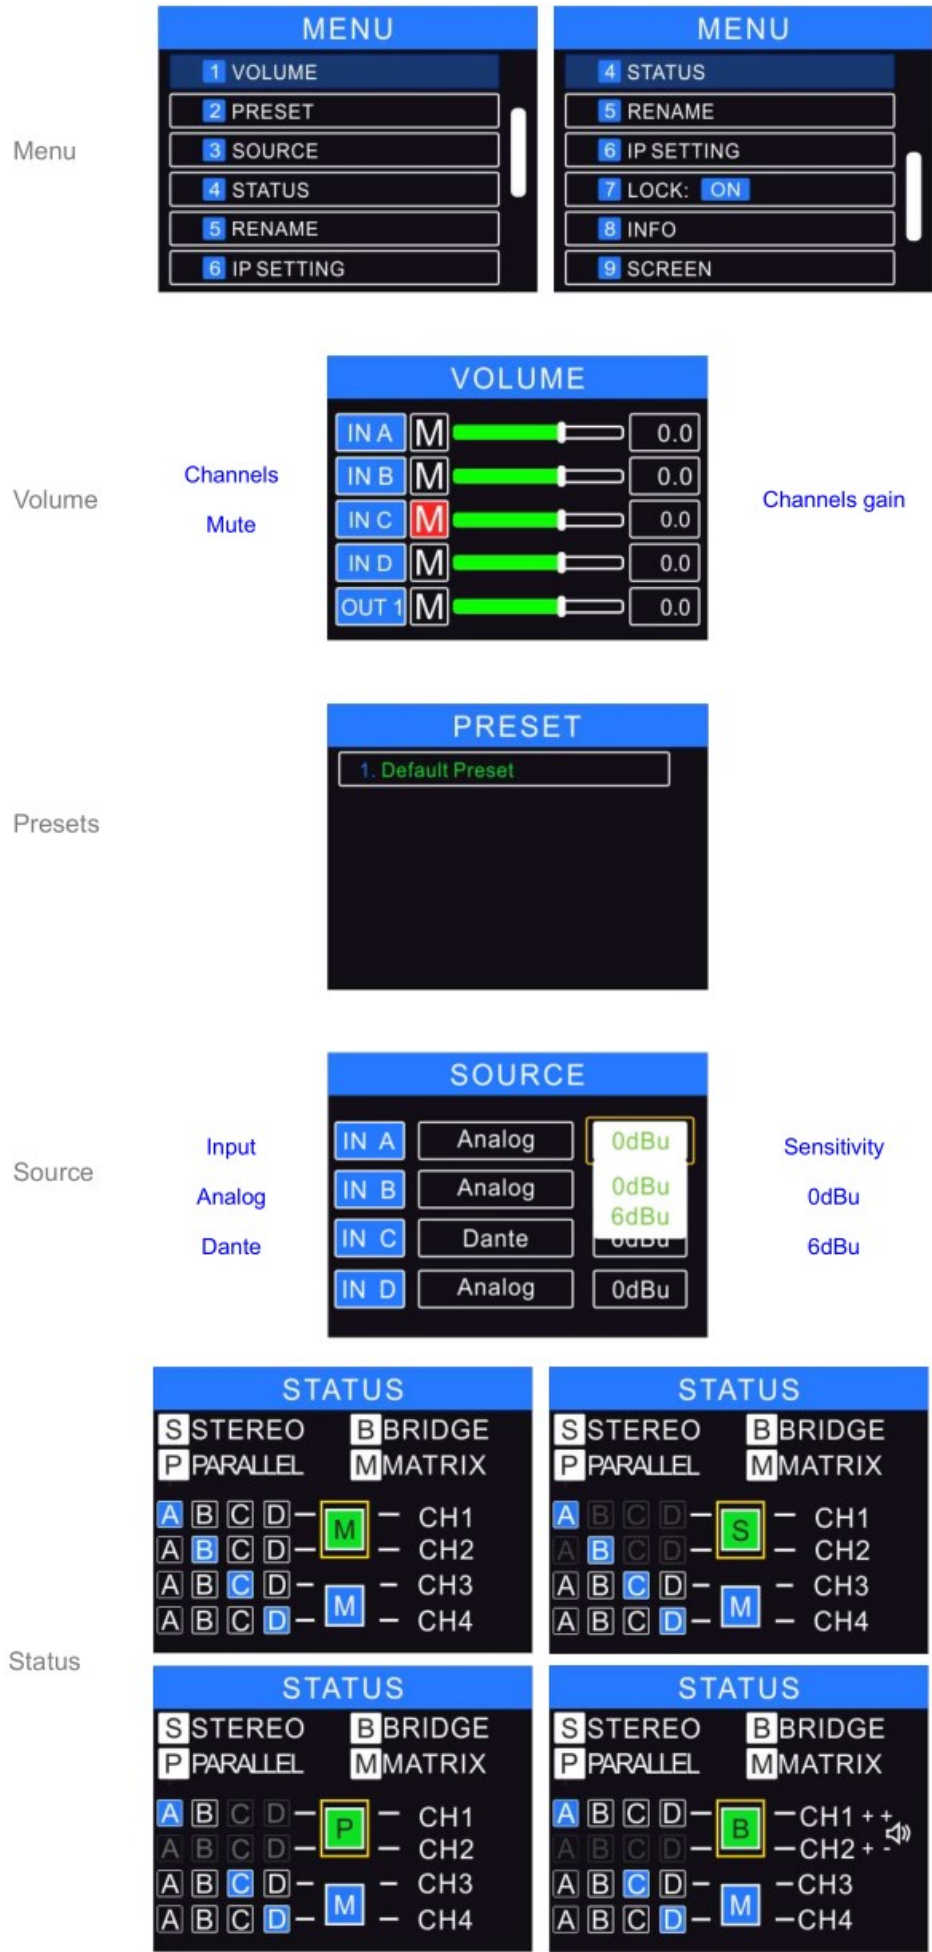 MENU
1 VOLUME
2 PRESET
3 SOURCE
4 STATUS
5 RENAME
6 IP SETTING
MENU
4 STATUS
5 RENAME
6 IP SETTING
7 LOCK: ON
8 INFO
9 SCREEN
Menu
VOLUME
IN A M 0.0
IN B M 0.0
IN C M 0.0
IN D M 0.0
OUT 1 M 0.0
Volume
Channels
Mute
Channels gain
PRESET
1. Default Preset
Presets
SOURCE
IN A Analog 0dBu
IN B Analog 0dBu
6dBu
IN C Dante
IN D Analog 0dBu
Source
Input
Analog
Dante
Sensitivity
0dBu
6dBu
STATUS
S STEREO B BRIDGE
P PARALLEL M MATRIX
A B C D M CH1
A B C D CH2
A B C D M CH3
A B C D CH4
STATUS
S STEREO B BRIDGE
P PARALLEL M MATRIX
A B C D S CH1
A B C D CH2
A B C D M CH3
A B C D CH4
Status
STATUS
S STEREO B BRIDGE
P PARALLEL M MATRIX
A B C D P CH1
A B C D CH2
A B C D M CH3
A B C D CH4
STATUS
S STEREO B BRIDGE
P PARALLEL M MATRIX
A B C D B CH1 + +
A B C D CH2 + -
A B C D M CH3
A B C D CH4